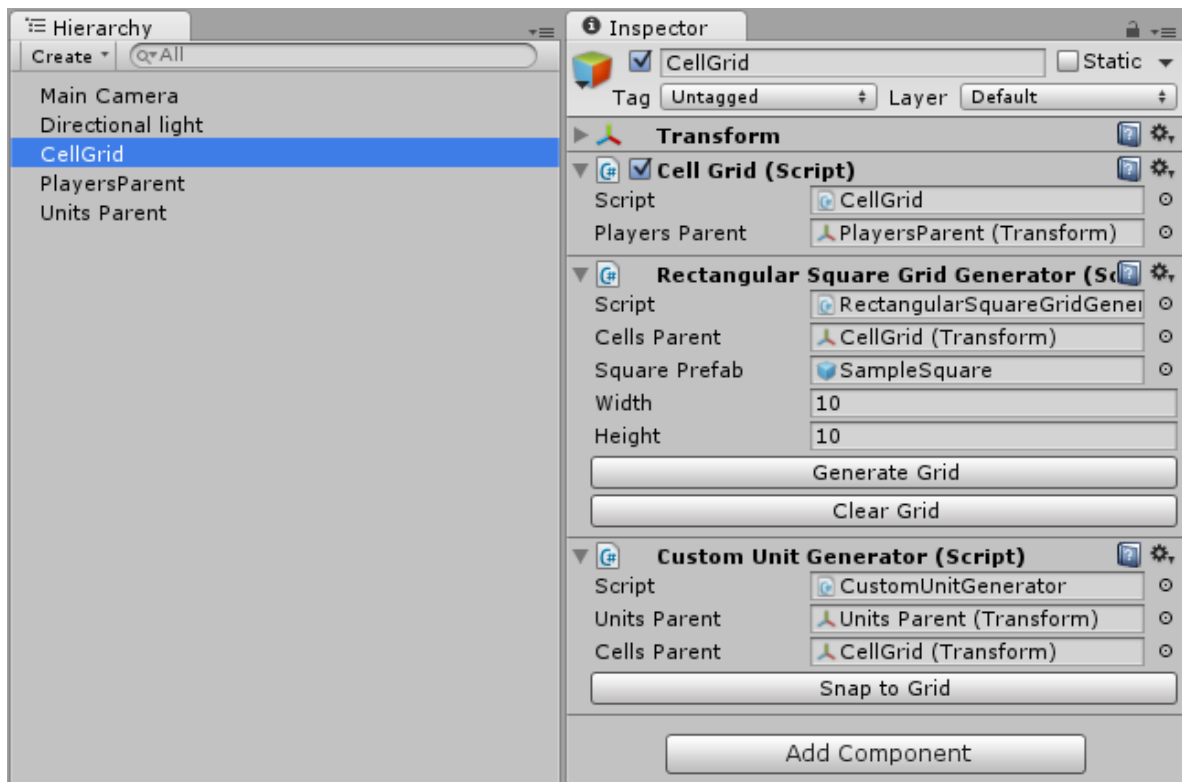 Hierarchy
Create All
Main Camera
Directional light
CellGrid
PlayersParent
Units Parent
Inspector
CellGrid Static
Tag Untagged Layer Default
Transform
Cell Grid (Script)
Script CellGrid
Players Parent PlayersParent (Transform)
Rectangular Square Grid Generator (Sc
Script RectangularSquareGridGener
Cells Parent CellGrid (Transform)
Square Prefab SampleSquare
Width 10
Height 10
Generate Grid
Clear Grid
Custom Unit Generator (Script)
Script CustomUnitGenerator
Units Parent Units Parent (Transform)
Cells Parent CellGrid (Transform)
Snap to Grid
Add Component